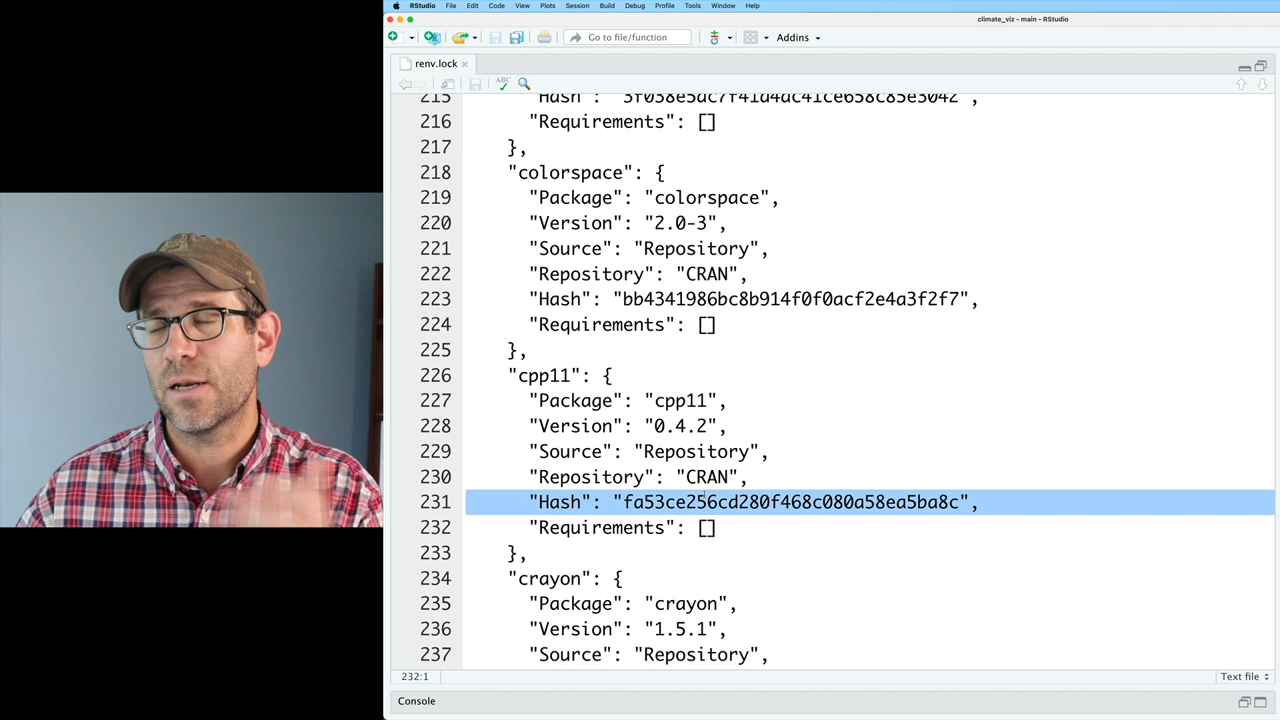 RStudio File Edit Code View Plots Session Build Debug Profile Tools Window Help
climate_viz - main - RStudio
Go to file/function
Addins
renv.lock
ABC
215 "Hash": "3f038e5ac7f41d4ac41ce658c85e3042",
216 "Requirements": []
217 },
218 "colorspace": {
219 "Package": "colorspace",
220 "Version": "2.0-3",
221 "Source": "Repository",
222 "Repository": "CRAN",
223 "Hash": "bb4341986bc8b914f0f0acf2e4a3f2f7",
224 "Requirements": []
225 },
226 "cpp11": {
227 "Package": "cpp11",
228 "Version": "0.4.2",
229 "Source": "Repository",
230 "Repository": "CRAN",
231 "Hash": "fa53ce256cd280f468c080a58ea5ba8c",
232 "Requirements": []
233 },
234 "crayon": {
235 "Package": "crayon",
236 "Version": "1.5.1",
237 "Source": "Repository",
232:1
Text file
Console